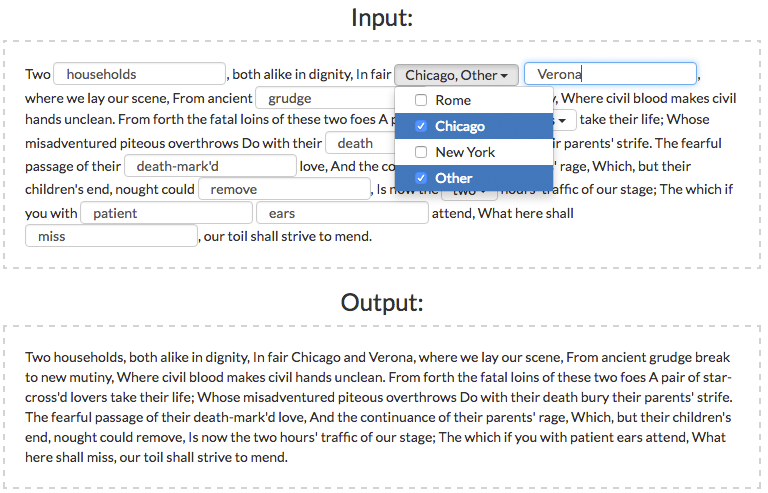 Input:
Two households, both alike in dignity, In fair Chicago, Other Verona,
where we lay our scene, From ancient grudge , Where civil blood makes civil
Rome
hands unclean. From forth the fatal loins of these two foes A take their life; Whose
Chicago
misadventured piteous overthrows Do with their death parents' strife. The fearful
New York
passage of their death-mark'd love, And the rage, Which, but their
Other
children's end, nought could remove , Is now the two hours' traffic of our stage; The which if
you with patient ears attend, What here shall
miss , our toil shall strive to mend.
Output:
Two households, both alike in dignity, In fair Chicago and Verona, where we lay our scene, From ancient grudge break
to new mutiny, Where civil blood makes civil hands unclean. From forth the fatal loins of these two foes A pair of star-
cross'd lovers take their life; Whose misadventured piteous overthrows Do with their death bury their parents' strife.
The fearful passage of their death-mark'd love, And the continuance of their parents' rage, Which, but their children's
end, nought could remove, Is now the two hours' traffic of our stage; The which if you with patient ears attend, What
here shall miss, our toil shall strive to mend.